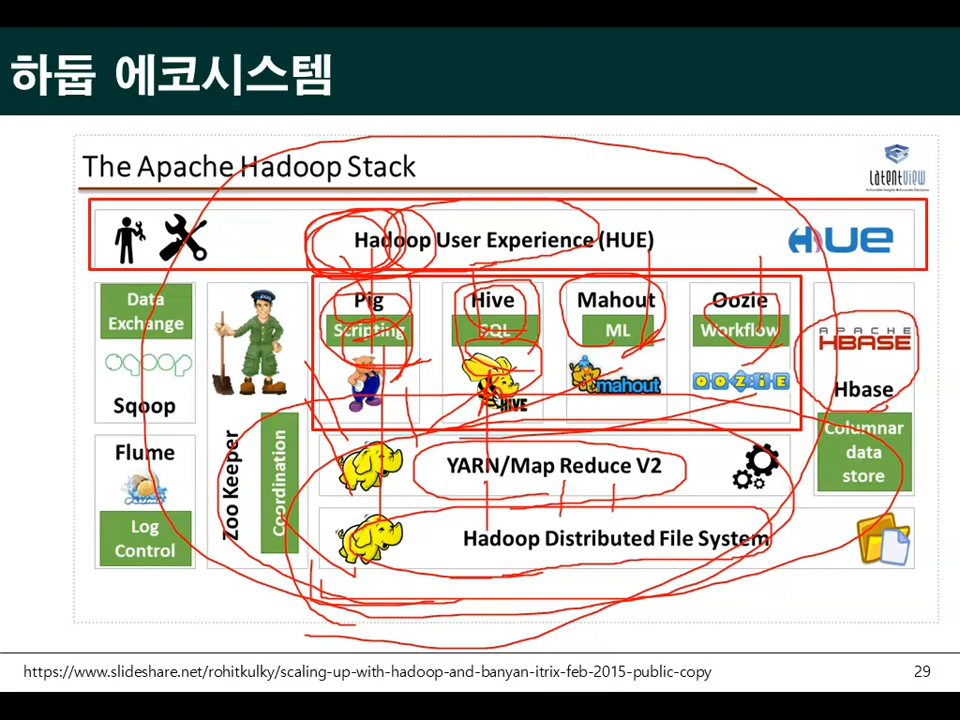 하둡 에코시스템
The Apache Hadoop Stack
LatentView
Hadoop User Experience (HUE)
HUE
Data
Exchange
sqoop
Sqoop
Flume
Log
Control
Zoo Keeper
Coordination
Pig
Scripting
Hive
SQL
HIVE
Mahout
ML
mahout
Oozie
Workflow
OOZIE
APACHE
HBASE
Hbase
Columnar
data
store
YARN/Map Reduce V2
Hadoop Distributed File System
https://www.slideshare.net/rohitkulky/scaling-up-with-hadoop-and-banyan-itrix-feb-2015-public-copy
29